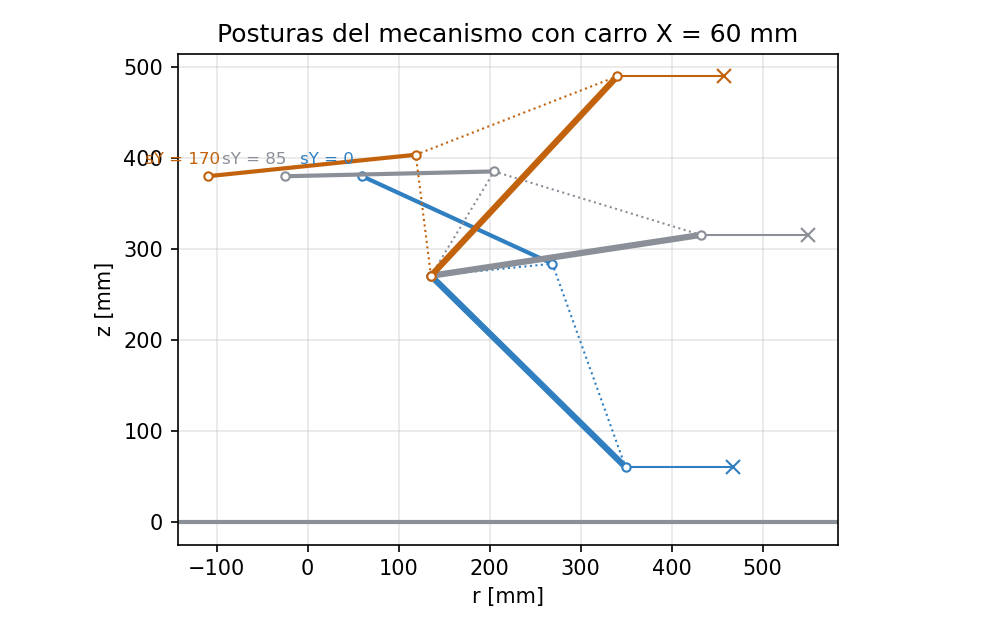 Posturas del mecanismo con carro X = 60 mm
500
400
sY = 170
sY = 85
sY = 0
300
200
100
0
z [mm]
−100
0
100
200
300
400
500
r [mm]